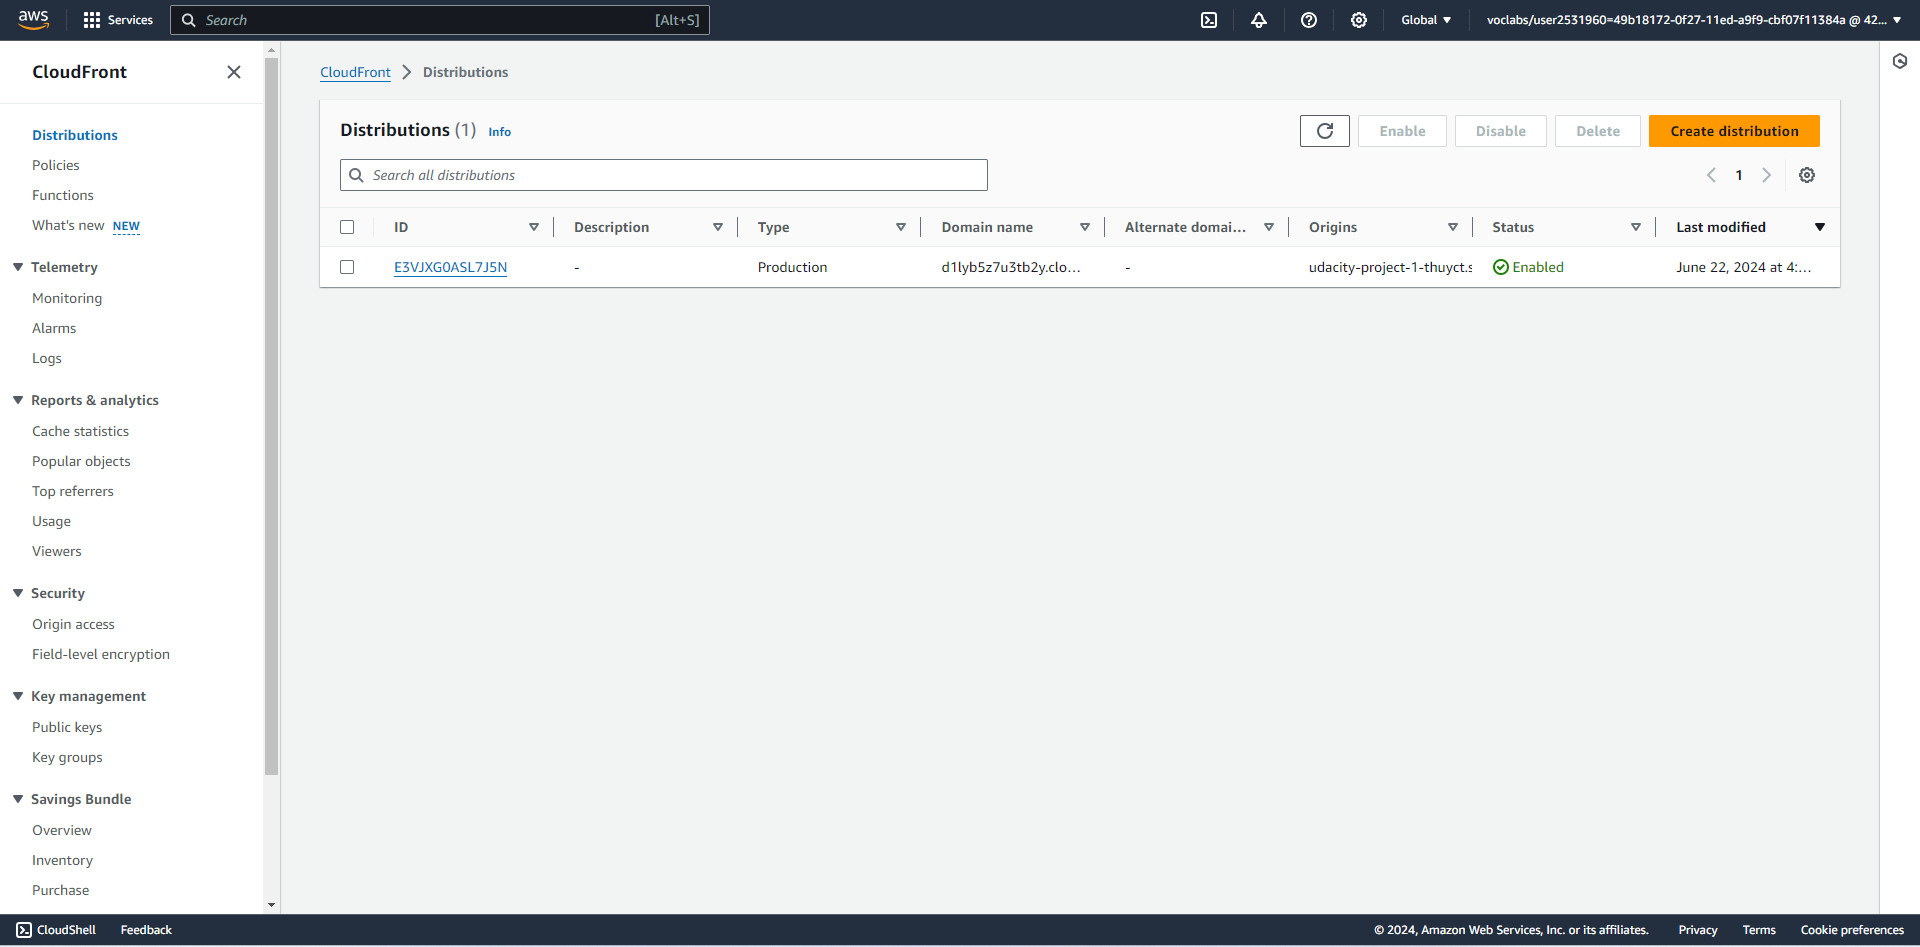 aws
Services
Search
[Alt+S]
Global
voclabs/user2531960=49b18172-0f27-11ed-a9f9-cbf07f11384a @ 42...
CloudFront
Distributions
Policies
Functions
What's new NEW
Telemetry
Monitoring
Alarms
Logs
Reports & analytics
Cache statistics
Popular objects
Top referrers
Usage
Viewers
Security
Origin access
Field-level encryption
Key management
Public keys
Key groups
Savings Bundle
Overview
Inventory
Purchase
CloudFront > Distributions
Distributions (1) Info
Enable
Disable
Delete
Create distribution
Search all distributions
1
ID Description Type Domain name Alternate domai... Origins Status Last modified
E3VJXG0ASL7J5N - Production d1lyb5z7u3tb2y.clo... - udacity-project-1-thuyct.s Enabled June 22, 2024 at 4:...
CloudShell Feedback © 2024, Amazon Web Services, Inc. or its affiliates. Privacy Terms Cookie preferences